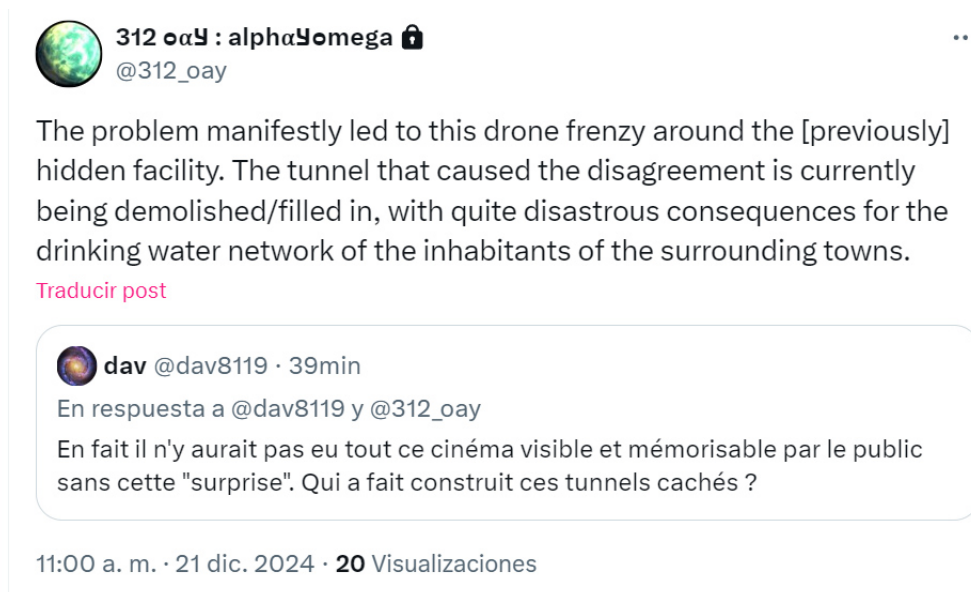 312 oαУ : alphαУomega
@312_oay
The problem manifestly led to this drone frenzy around the [previously]
hidden facility. The tunnel that caused the disagreement is currently
being demolished/filled in, with quite disastrous consequences for the
drinking water network of the inhabitants of the surrounding towns.
Traducir post
dav @dav8119 · 39min
En respuesta a @dav8119 y @312_oay
En fait il n'y aurait pas eu tout ce cinéma visible et mémorisable par le public
sans cette "surprise". Qui a fait construit ces tunnels cachés ?
11:00 a. m. · 21 dic. 2024 · 20 Visualizaciones